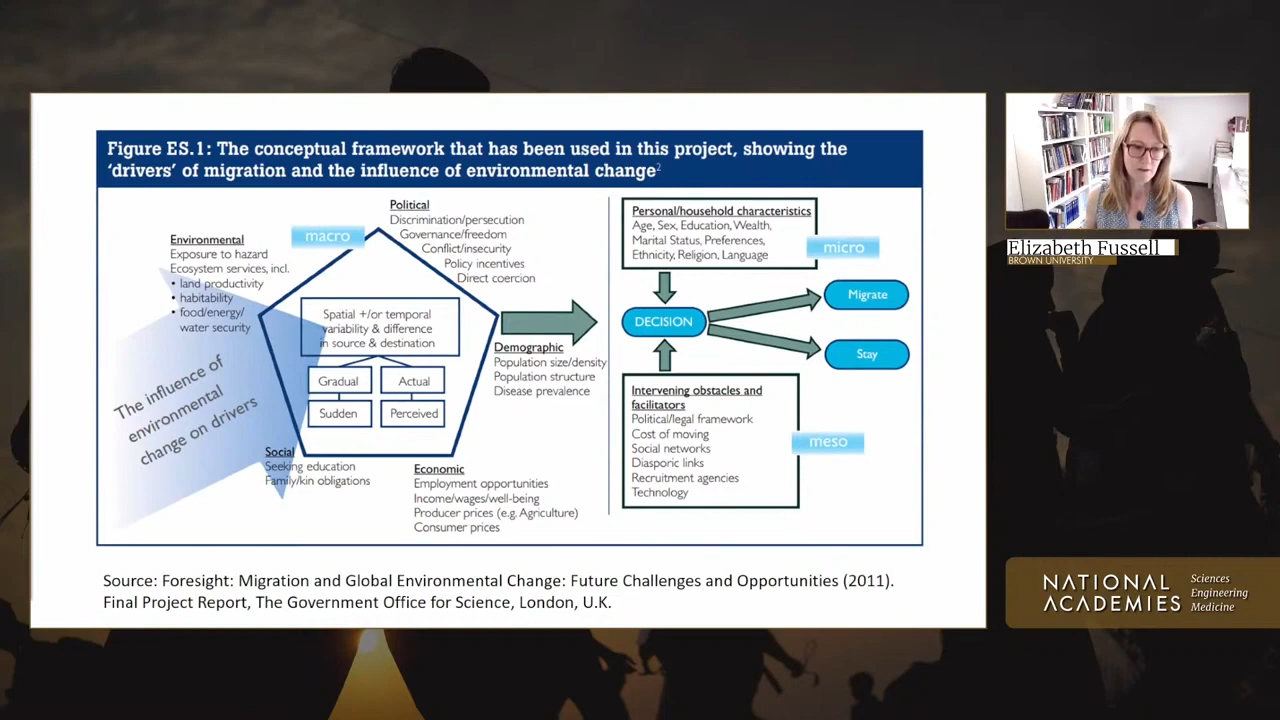 Figure ES.1: The conceptual framework that has been used in this project, showing the
'drivers' of migration and the influence of environmental change2
macro
Environmental
Exposure to hazard
Ecosystem services, incl.
• land productivity
• habitability
• food/energy/
water security
Political
Discrimination/persecution
Governance/freedom
Conflict/insecurity
Policy incentives
Direct coercion
Spatial +/or temporal
variability & difference
in source & destination
Gradual
Actual
Sudden
Perceived
The influence of
environmental
change on drivers
Demographic
Population size/density
Population structure
Disease prevalence
Social
Seeking education
Family/kin obligations
Economic
Employment opportunities
Income/wages/well-being
Producer prices (e.g. Agriculture)
Consumer prices
Personal/household characteristics
Age, Sex, Education, Wealth,
Marital Status, Preferences,
Ethnicity, Religion, Language
micro
DECISION
Migrate
Stay
Intervening obstacles and
facilitators
Political/legal framework
Cost of moving
Social networks
Diasporic links
Recruitment agencies
Technology
meso
Source: Foresight: Migration and Global Environmental Change: Future Challenges and Opportunities (2011).
Final Project Report, The Government Office for Science, London, U.K.
Elizabeth Fussell
BROWN UNIVERSITY
NATIONAL
ACADEMIES
Sciences
Engineering
Medicine